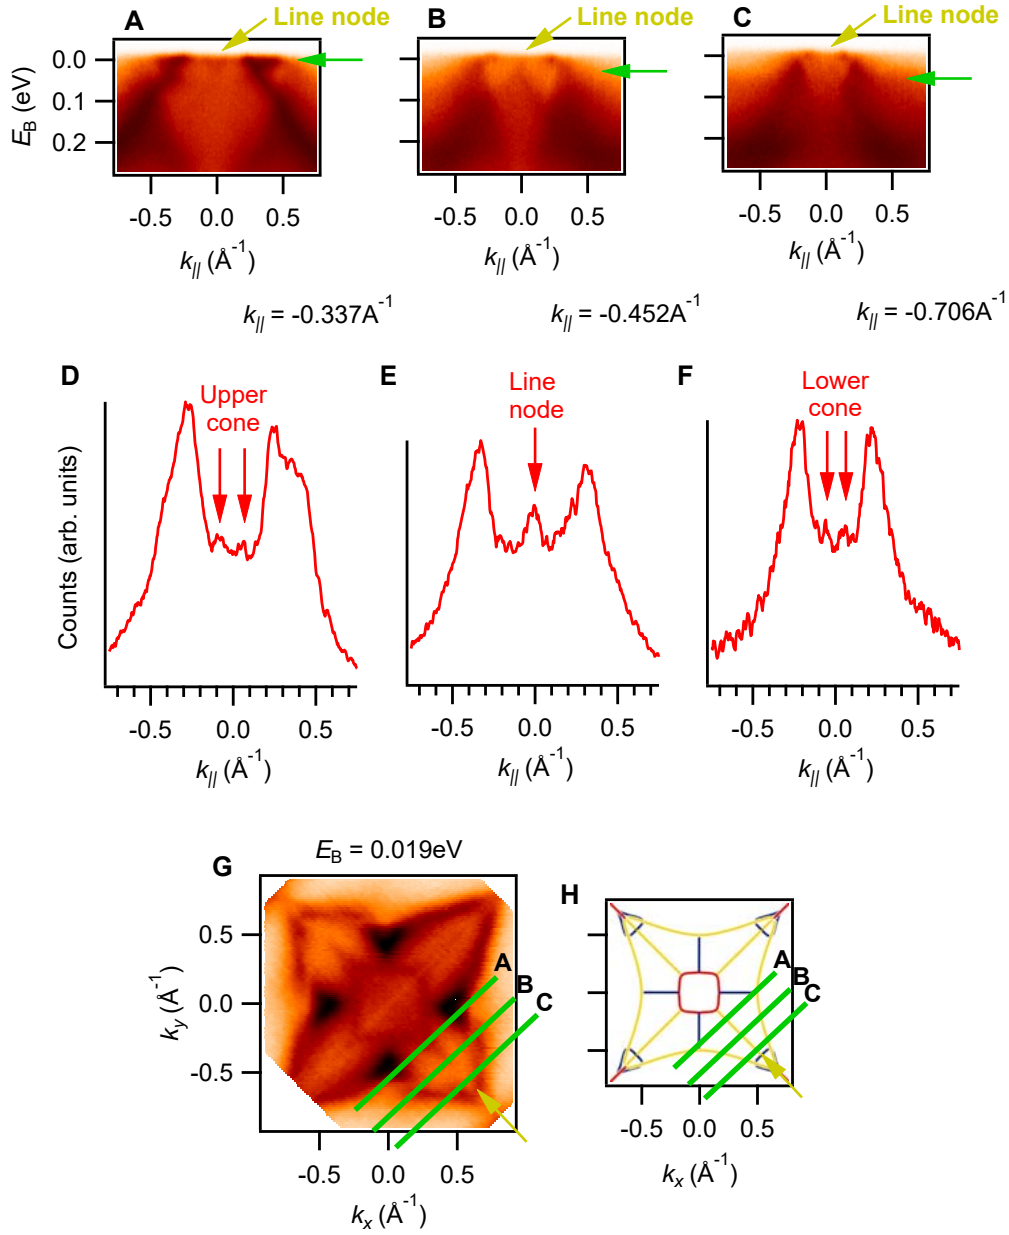 A
Line node
B
Line node
C
Line node
0.0
0.1
0.2
E_B (eV)
-0.5 0.0 0.5
-0.5 0.0 0.5
-0.5 0.0 0.5
k_// (Å^-1)
k_// (Å^-1)
k_// (Å^-1)
k_// = -0.337A^-1
k_// = -0.452A^-1
k_// = -0.706A^-1
D
Upper
cone
E
Line
node
F
Lower
cone
Counts (arb. units)
-0.5 0.0 0.5
-0.5 0.0 0.5
-0.5 0.0 0.5
k_// (Å^-1)
k_// (Å^-1)
k_// (Å^-1)
G
E_B = 0.019eV
0.5
0.0
-0.5
k_y (Å^-1)
A
B
C
-0.5 0.0 0.5
k_x (Å^-1)
H
A
B
C
-0.5 0.0 0.5
k_x (Å^-1)